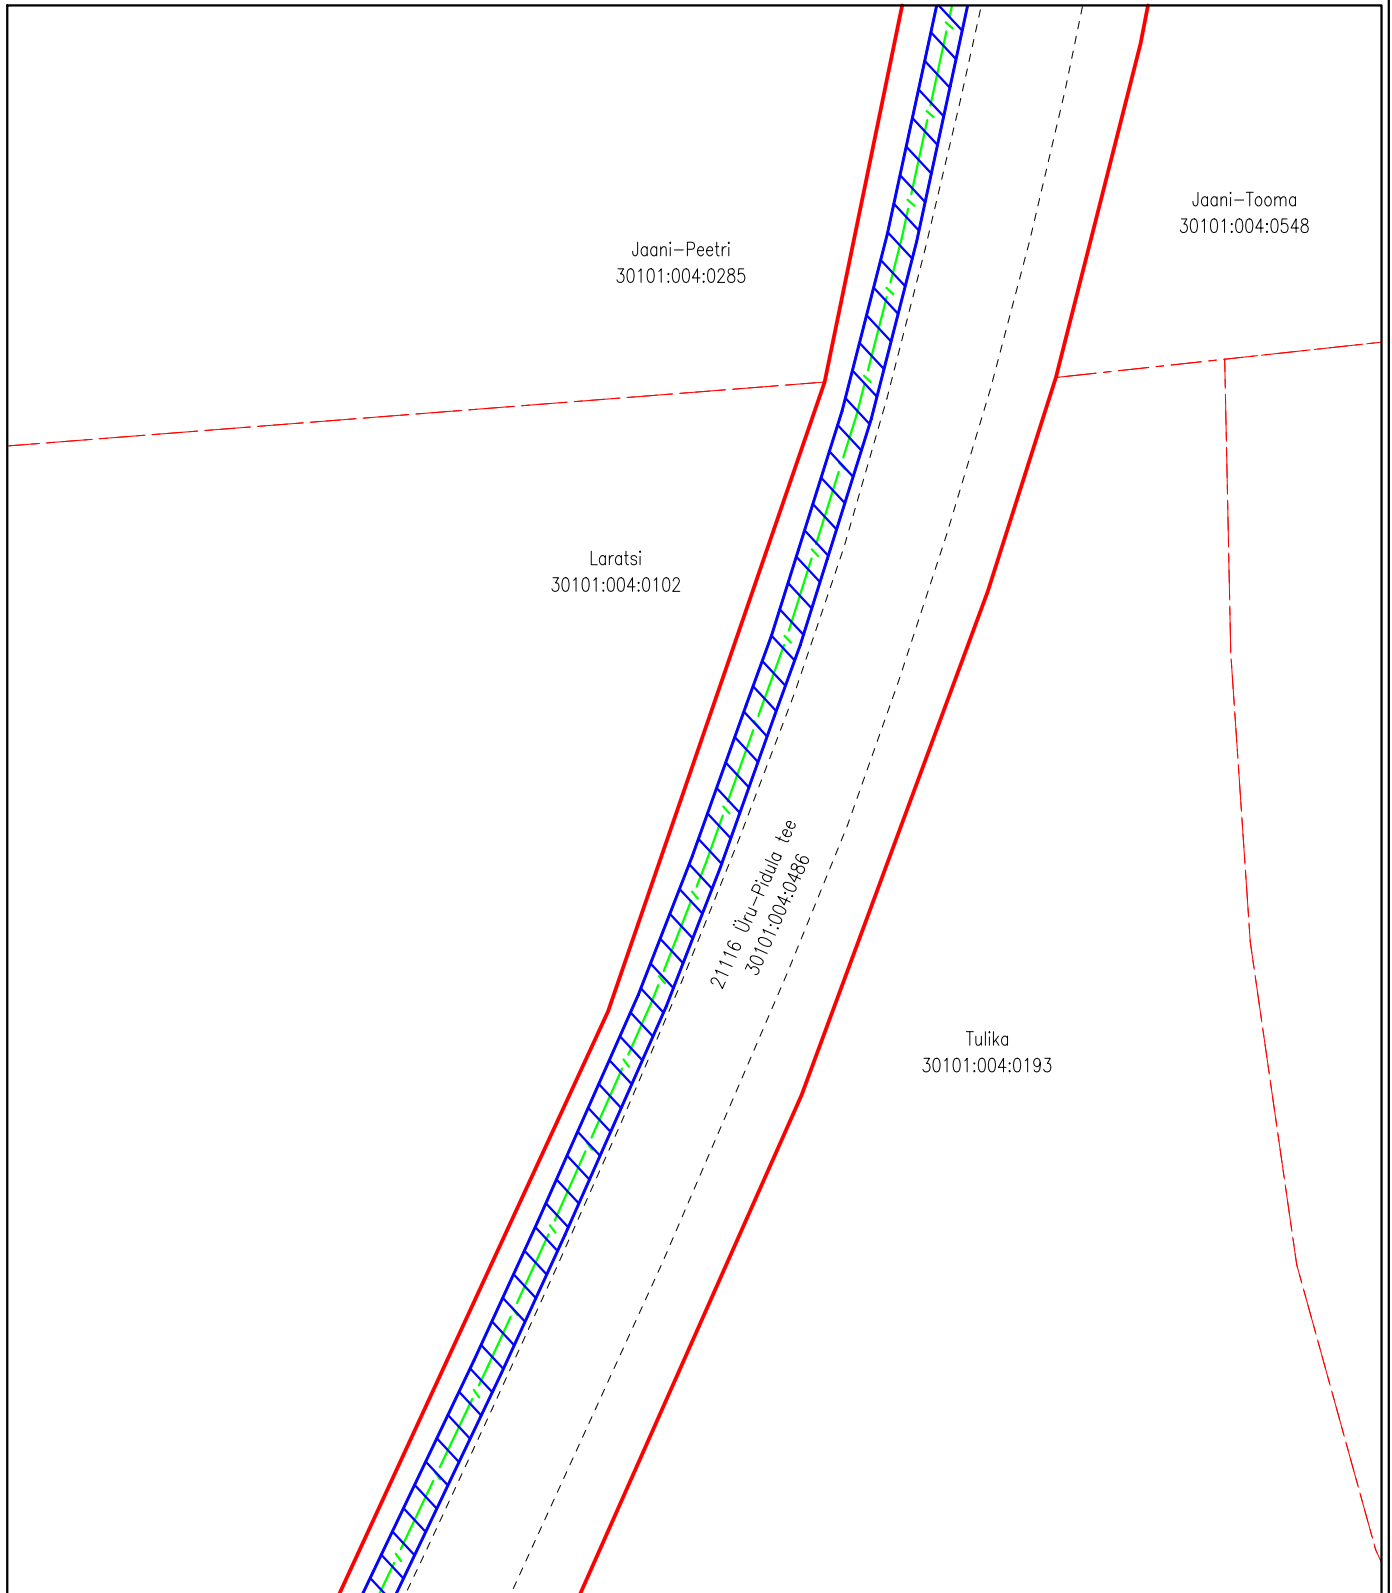 Jaani-Tooma
30101:004:0548
Jaani-Peetri
30101:004:0285
Laratsi
30101:004:0102
21116 Üru-Pidula tee
30101:004:0486
Tulika
30101:004:0193